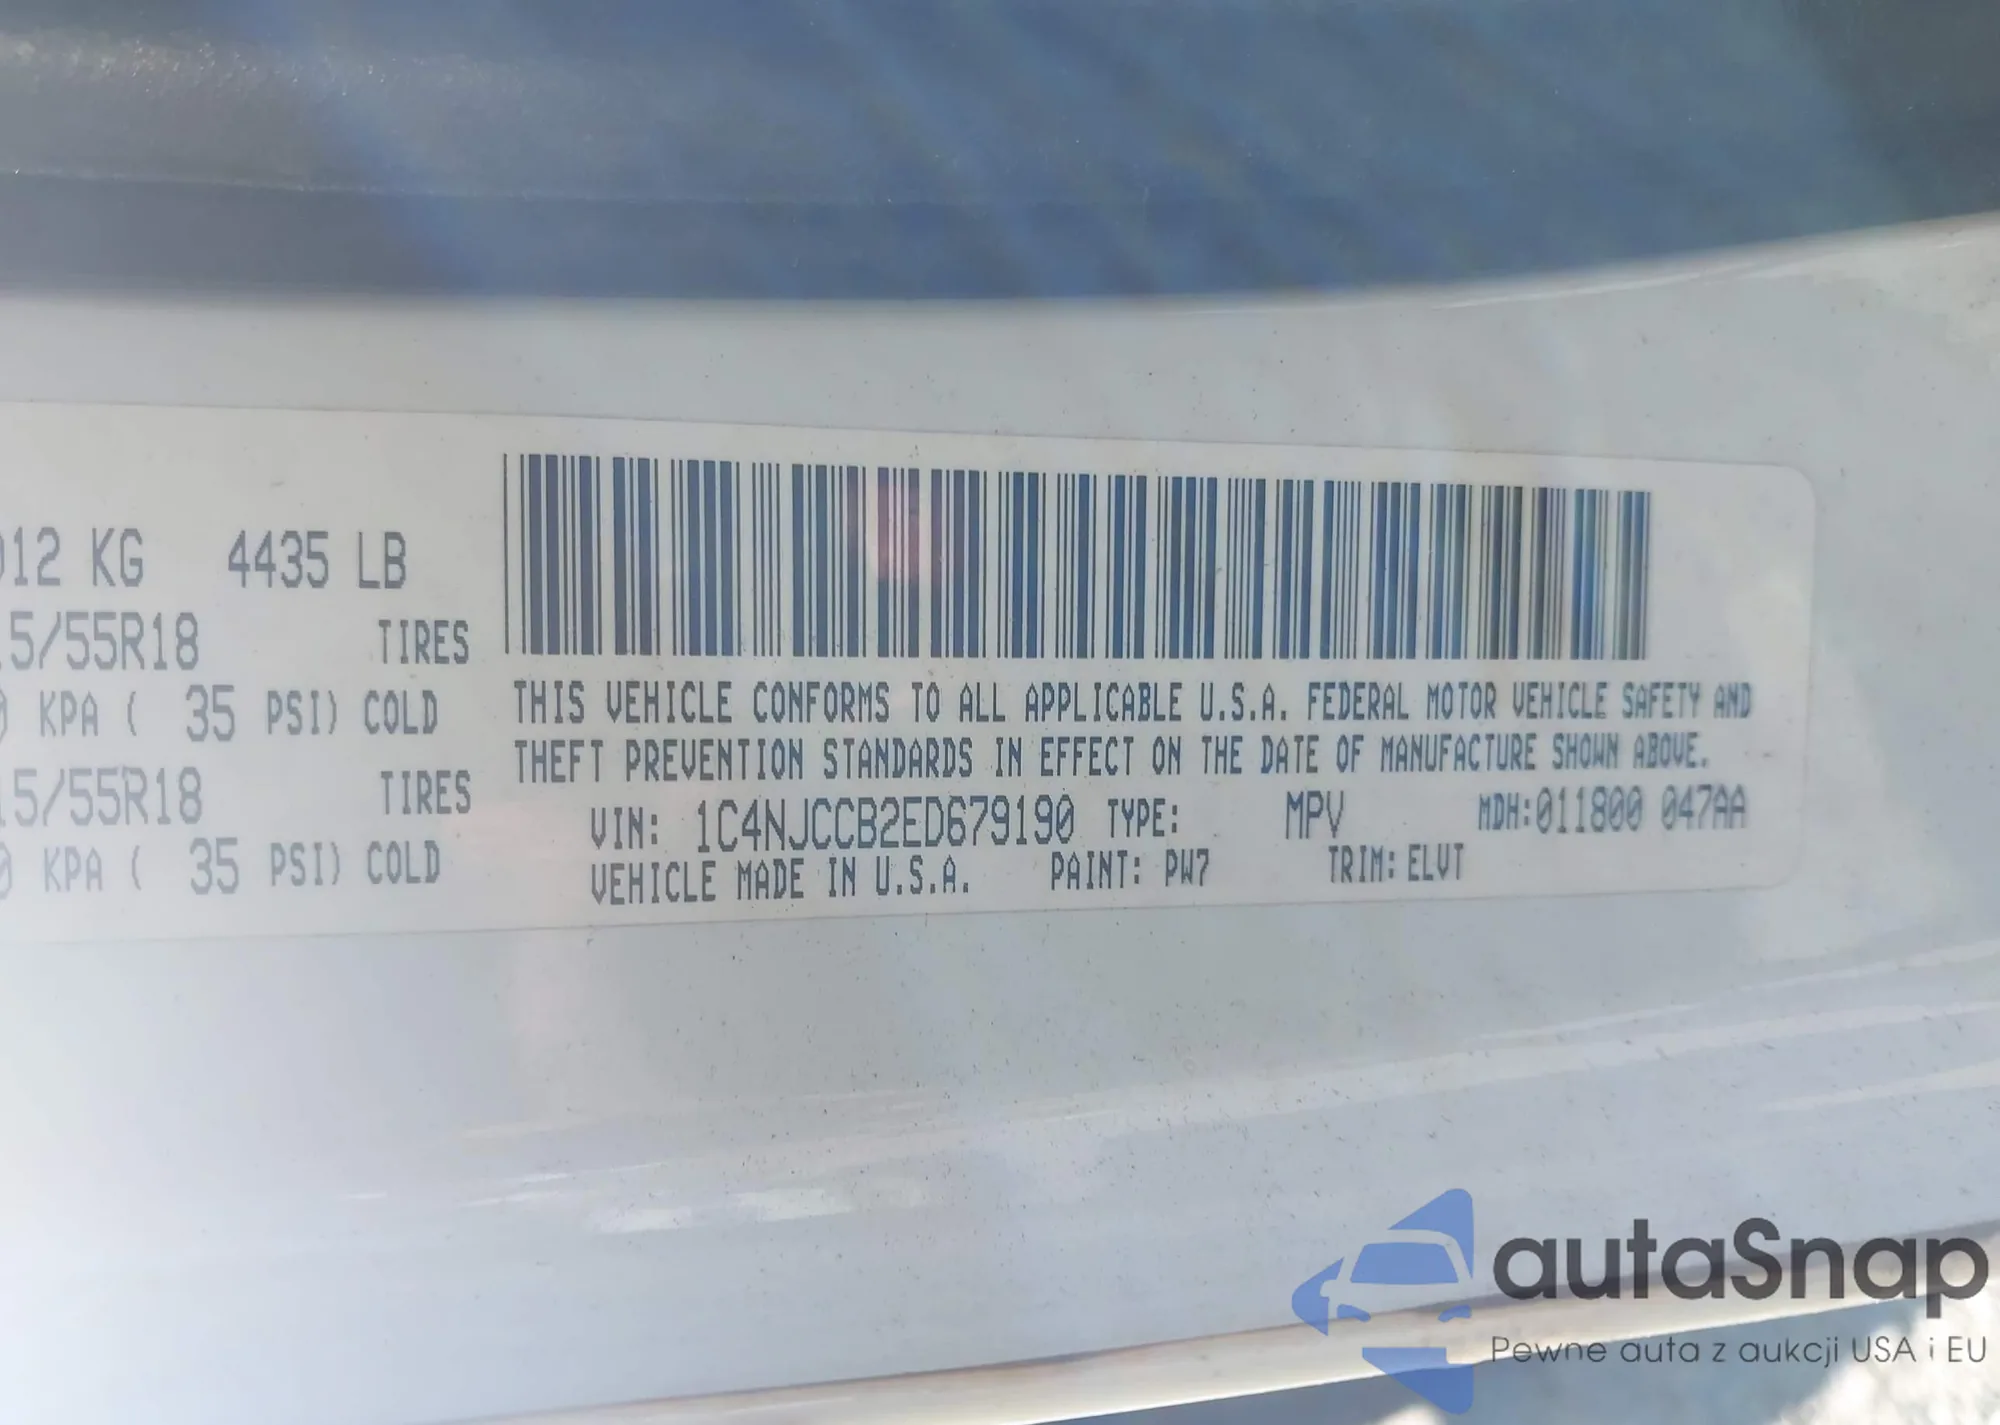 12 KG 4435 LB
5/55R18 TIRES
KPA ( 35 PSI) COLD
5/55R18 TIRES
KPA ( 35 PSI) COLD
THIS VEHICLE CONFORMS TO ALL APPLICABLE U.S.A. FEDERAL MOTOR VEHICLE SAFETY AND
THEFT PREVENTION STANDARDS IN EFFECT ON THE DATE OF MANUFACTURE SHOWN ABOVE.
VIN: 1C4NJCCB2ED679190 TYPE: MPV MDH:011800 047AA
VEHICLE MADE IN U.S.A. PAINT: PW7 TRIM: ELVT
autaSnap
Pewne auta z aukcji USA i EU